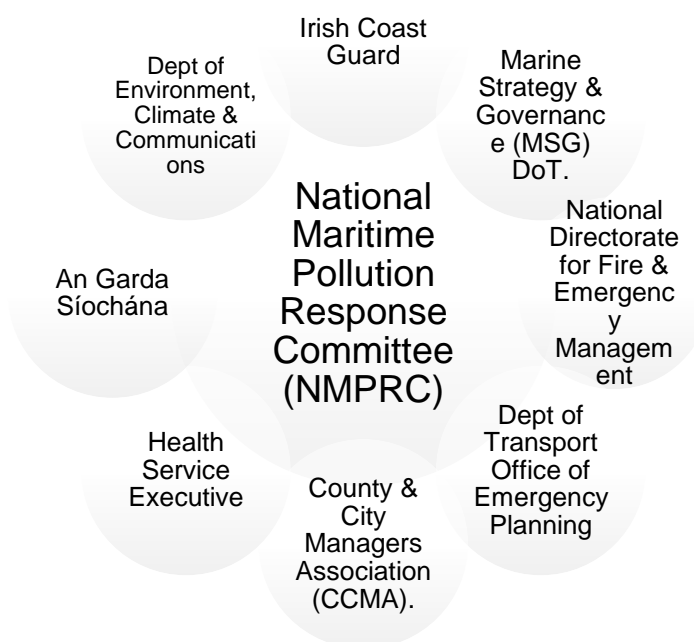 Irish Coast
Guard
Marine
Strategy &
Governanc
e (MSG)
DoT.
National
Directorate
for Fire &
Emergenc
y
Managem
ent
Dept of
Transport
Office of
Emergency
Planning
County &
City
Managers
Association
(CCMA).
Health
Service
Executive
An Garda
Síochána
Dept of
Environment,
Climate &
Communicati
ons
National
Maritime
Pollution
Response
Committee
(NMPRC)